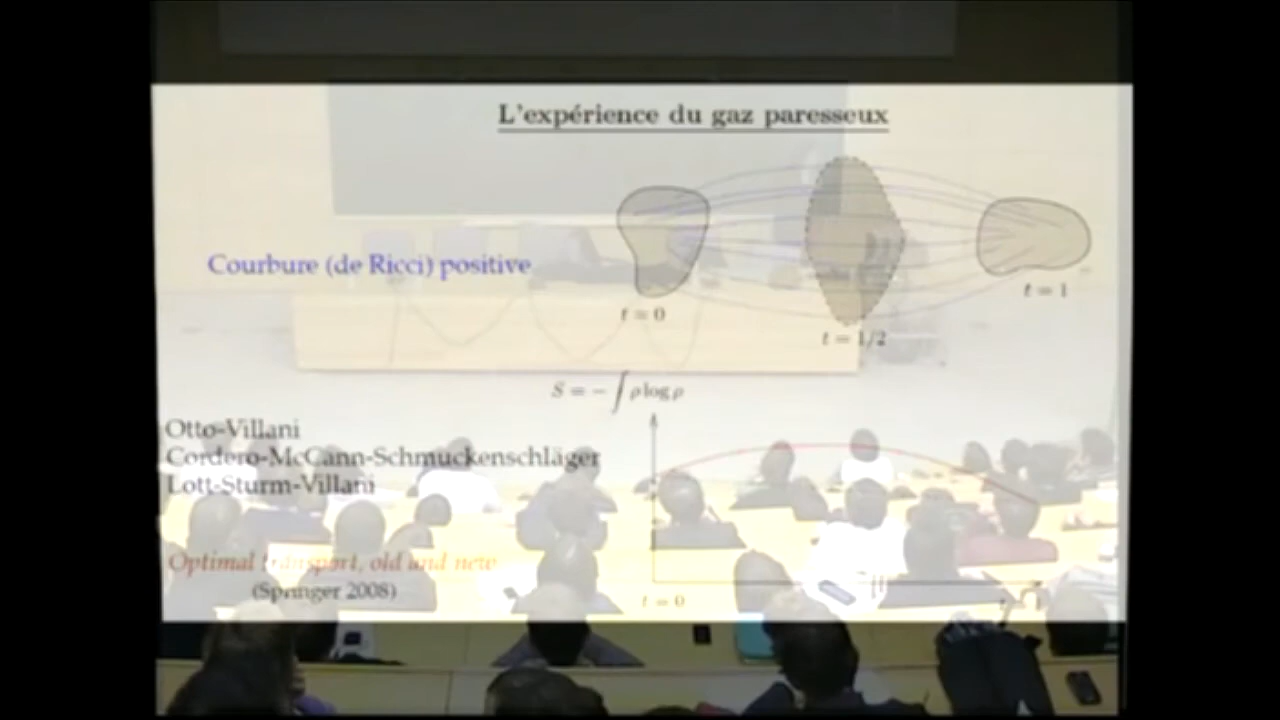 L'expérience du gaz paresseux
Courbure (de Ricci) positive
t = 0
t = 1/2
t = 1
S = − ∫ ρ log ρ
Otto-Villani
Cordero-McCann-Schmuckenschläger
Lott-Sturm-Villani
Optimal transport, old and new
(Springer 2008)
t = 0